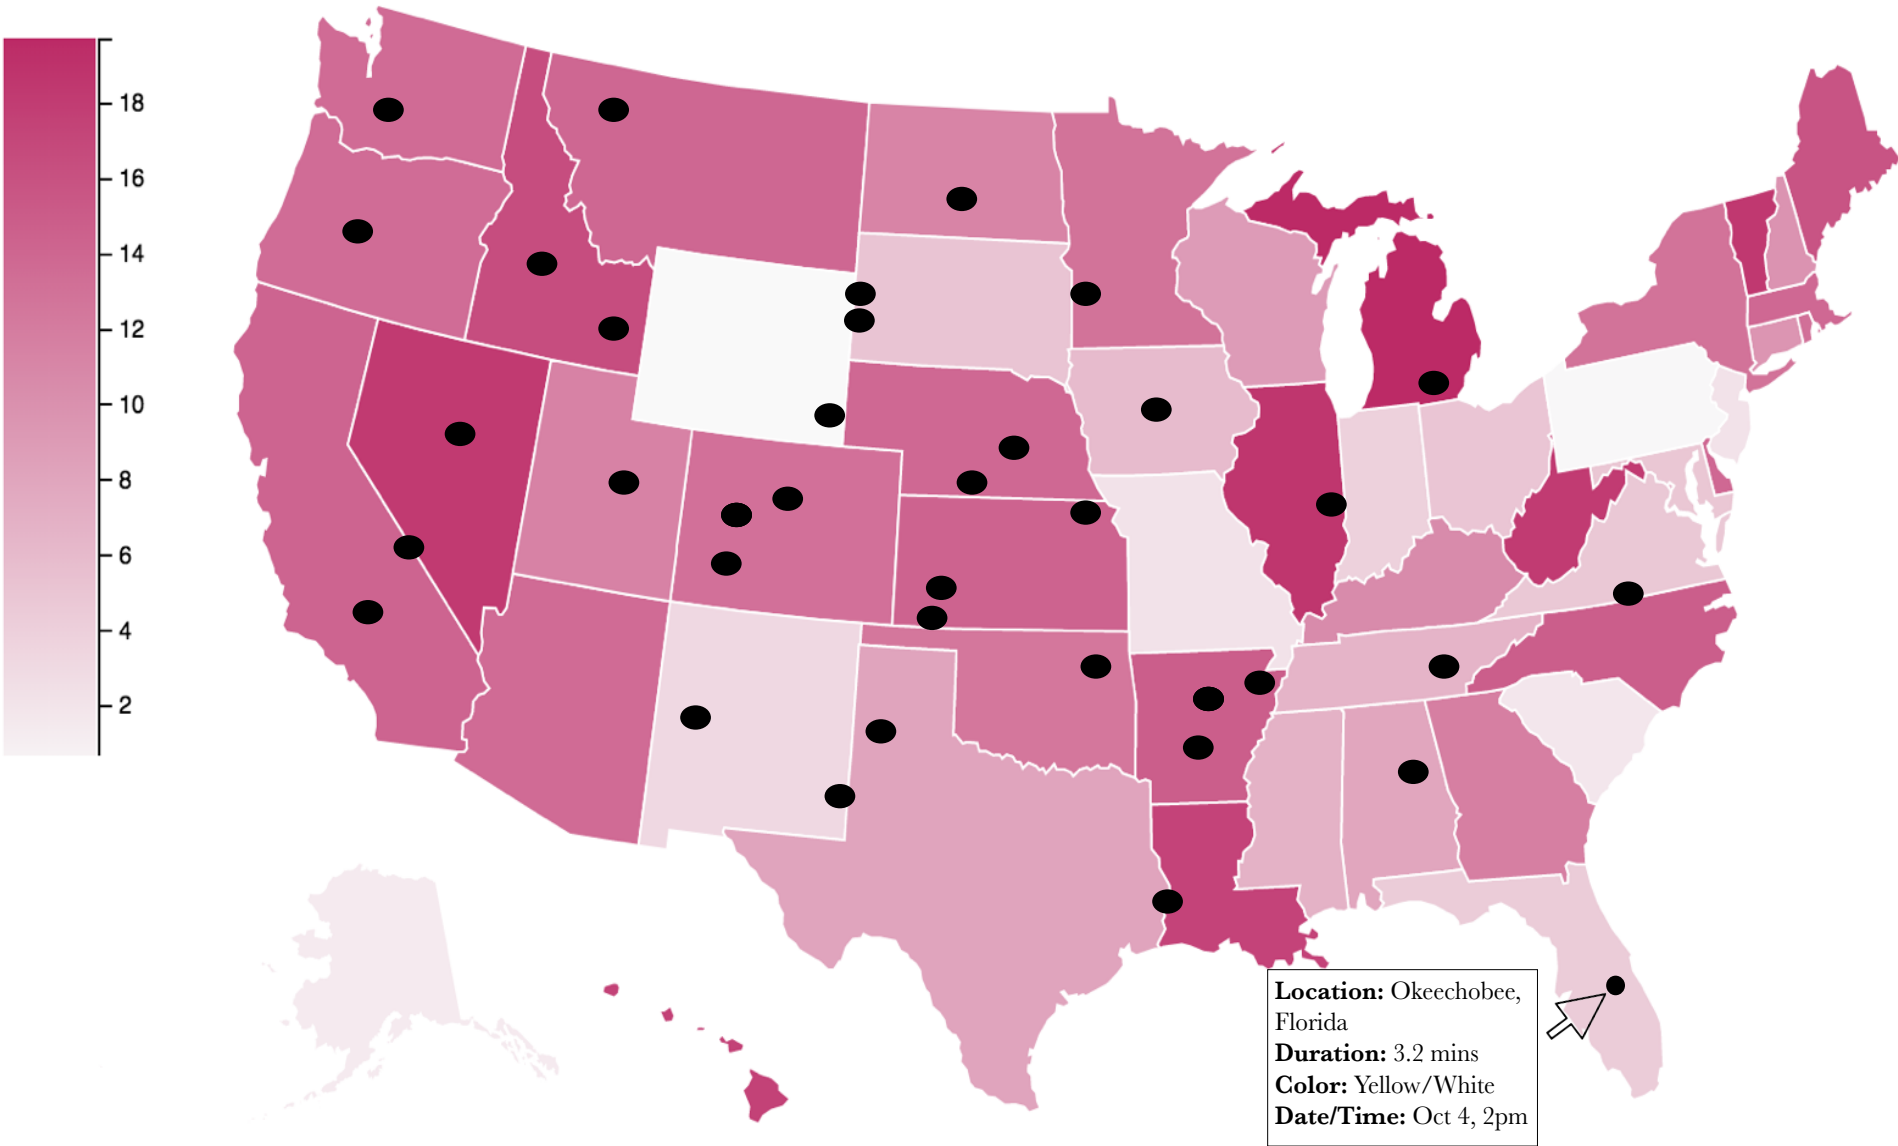 18
16
14
12
10
8
6
4
2
Location: Okeechobee,
Florida
Duration: 3.2 mins
Color: Yellow/White
Date/Time: Oct 4, 2pm